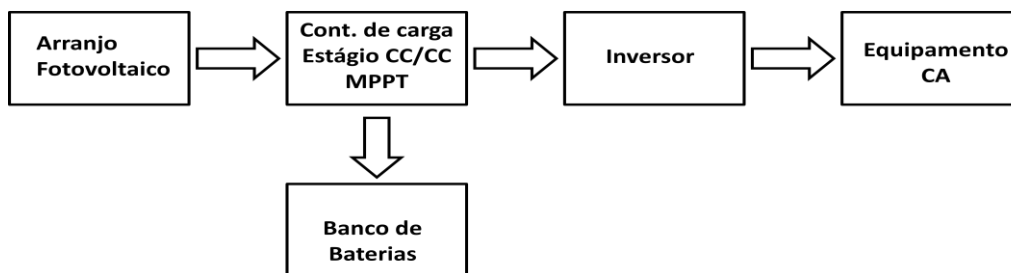 Arranjo
Fotovoltaico
Cont. de carga
Estágio CC/CC
MPPT
Inversor
Equipamento
CA
Banco de
Baterias